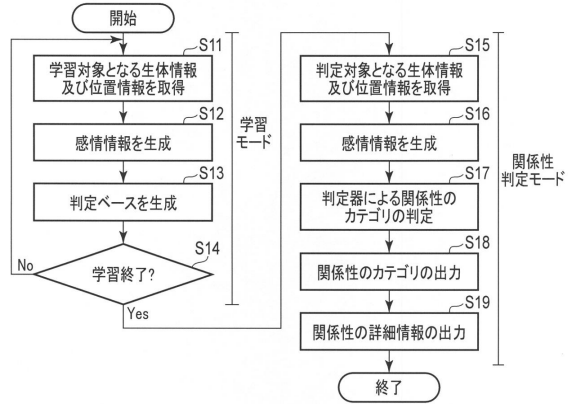 開始
S11
学習対象となる生体情報
及び位置情報を取得
S12
感情情報を生成
S13
判定ベースを生成
S14
学習終了?
No
Yes
学習
モード
S15
判定対象となる生体情報
及び位置情報を取得
S16
感情情報を生成
S17
判定器による関係性の
カテゴリの判定
S18
関係性のカテゴリの出力
S19
関係性の詳細情報の出力
終了
関係性
判定モード